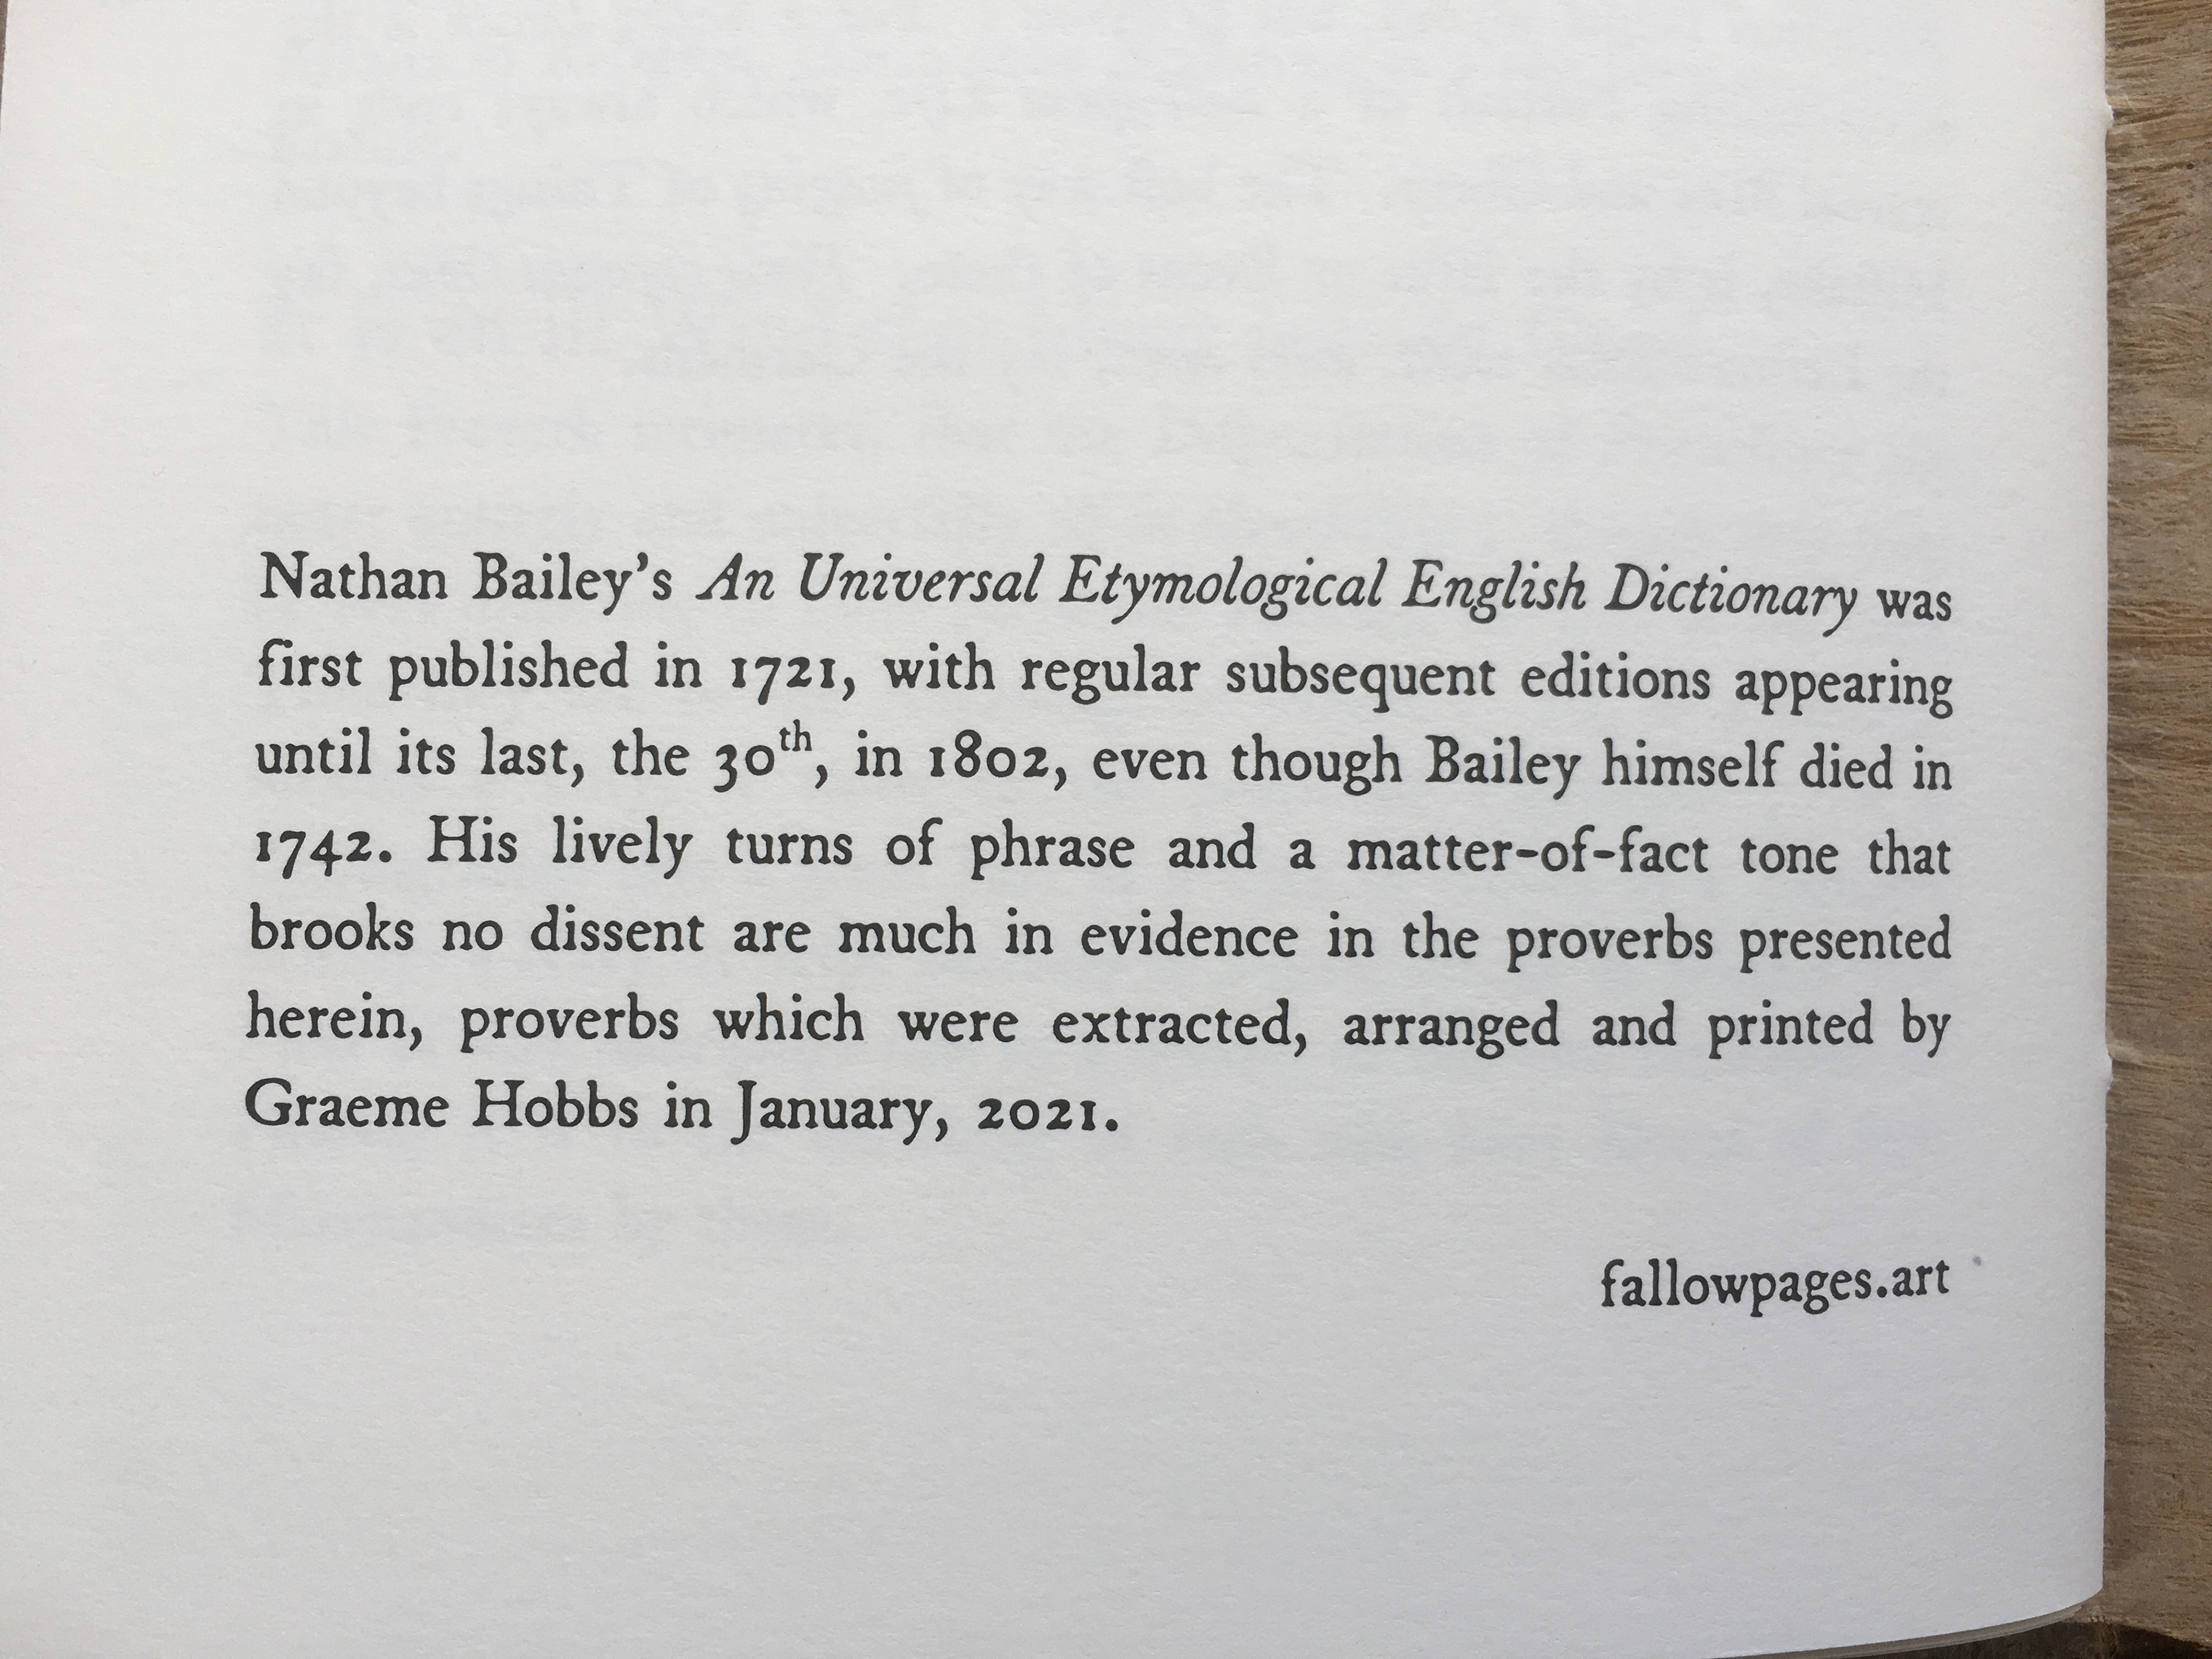 Nathan Bailey’s An Universal Etymological English Dictionary was
first published in 1721, with regular subsequent editions appearing
until its last, the 30th, in 1802, even though Bailey himself died in
1742. His lively turns of phrase and a matter-of-fact tone that
brooks no dissent are much in evidence in the proverbs presented
herein, proverbs which were extracted, arranged and printed by
Graeme Hobbs in January, 2021.
fallowpages.art